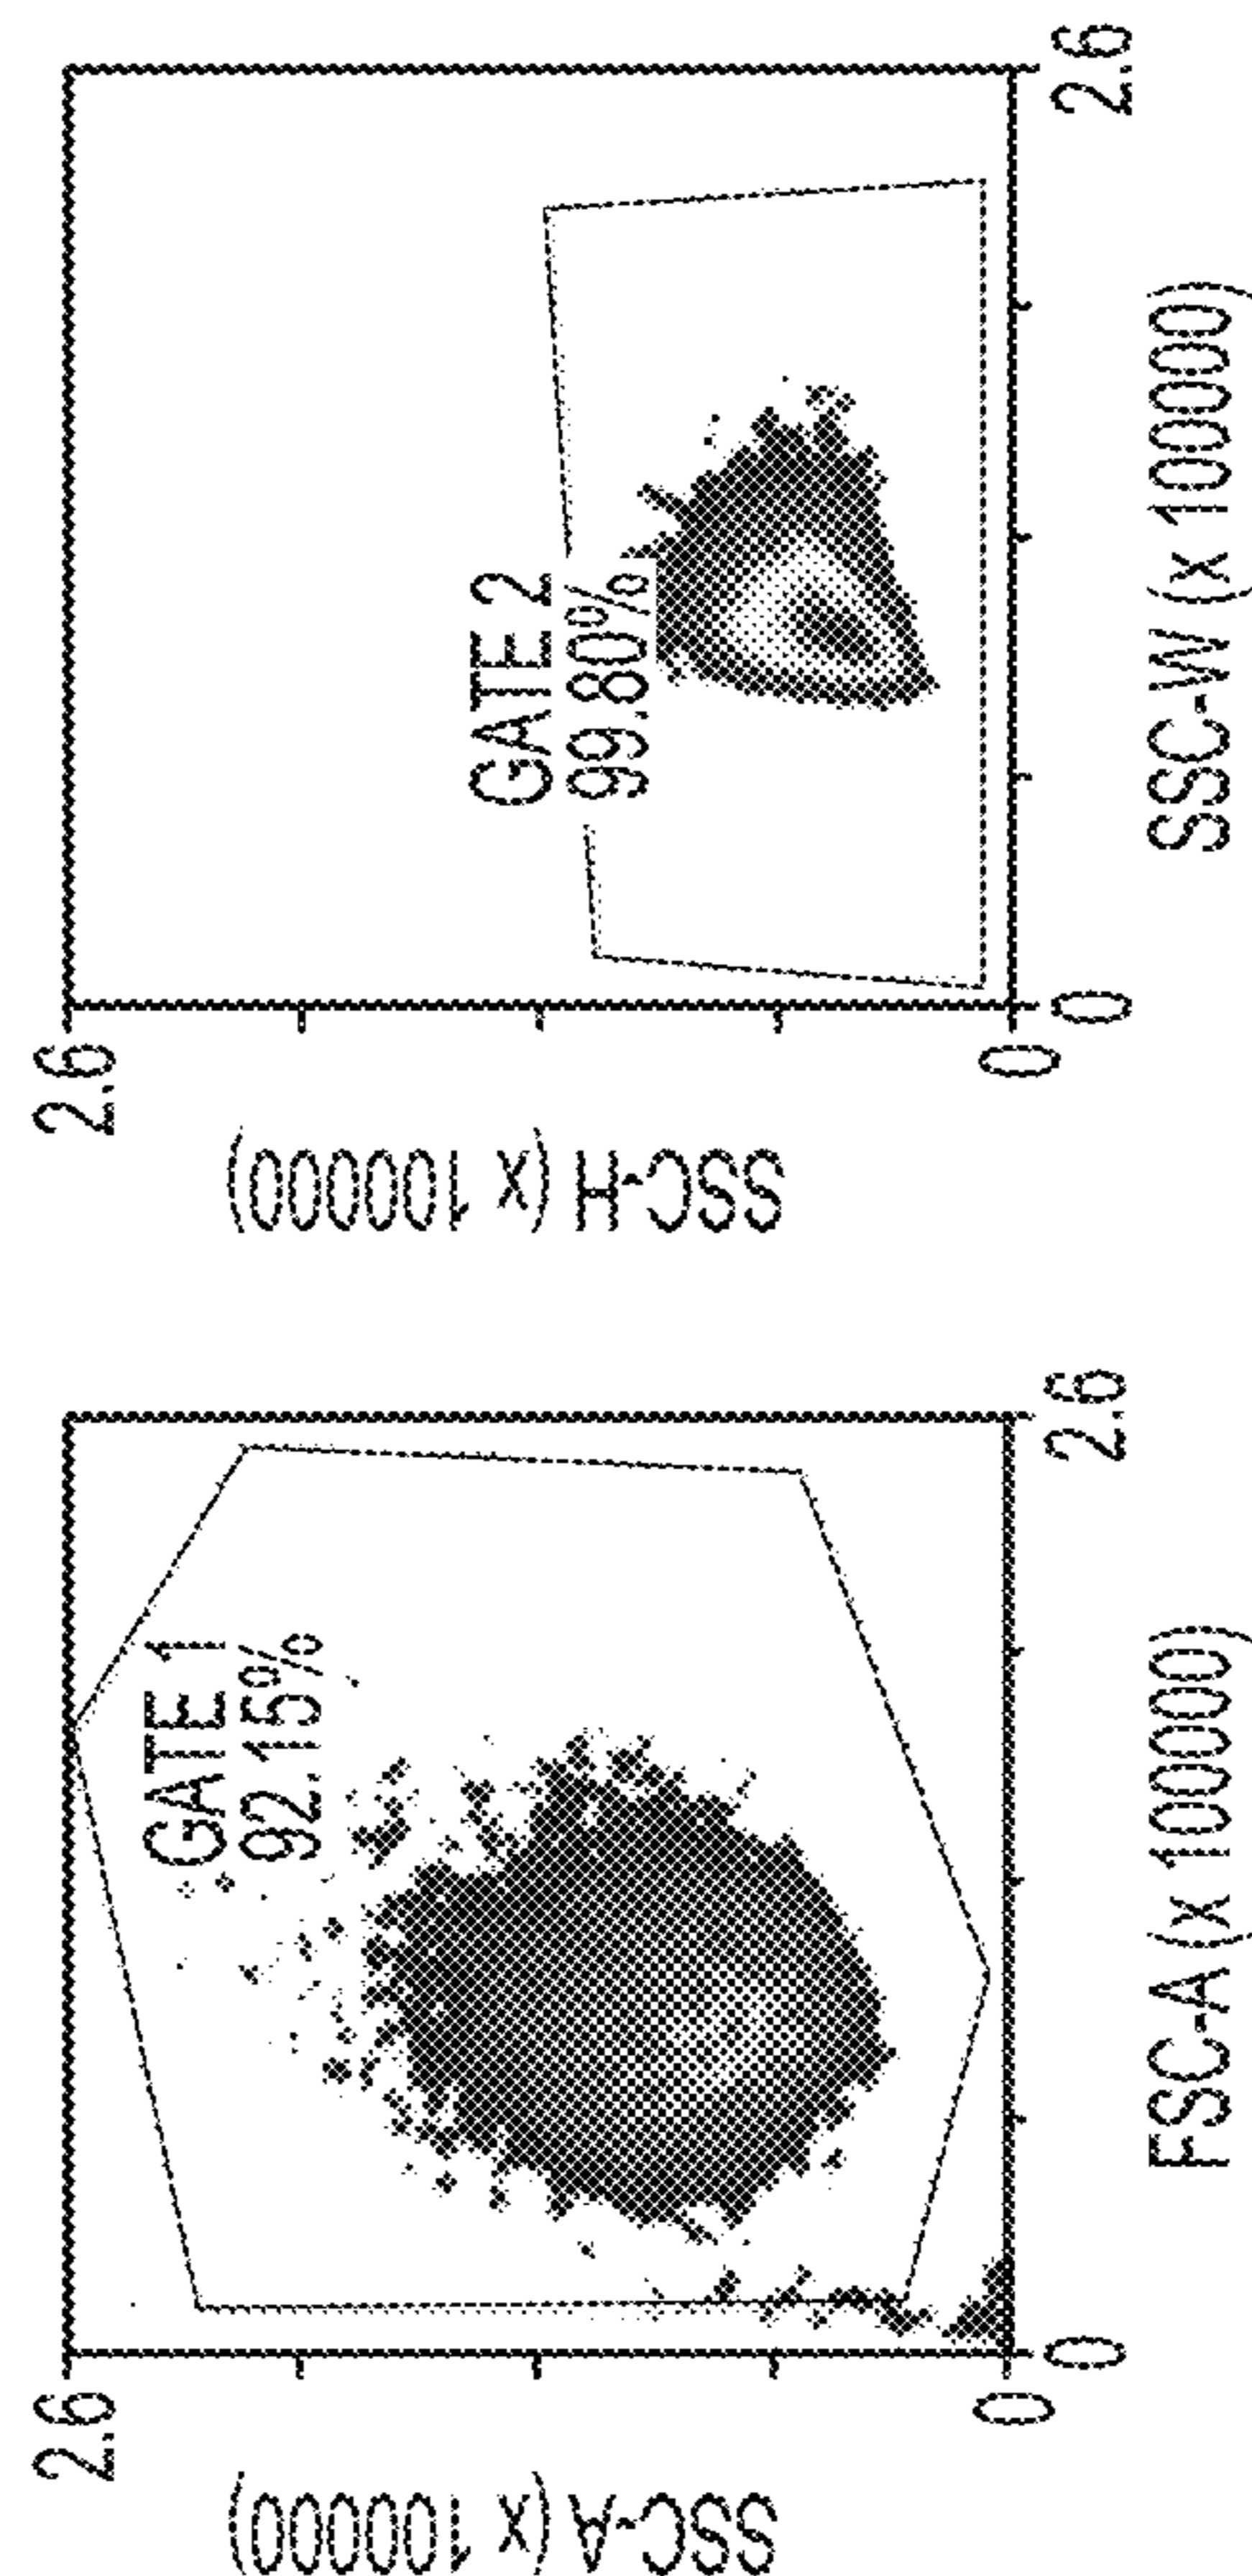 SSC-A (x 100000)
2.6
0
GATE 1
92.15%
0
2.6
FSC-A (x 100000)
SSC-H (x 100000)
2.6
0
GATE 2
99.80%
0
2.6
SSC-W (x 100000)